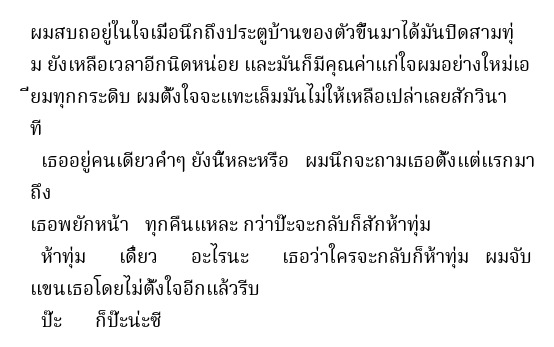 ผมสบถอยู่ในใจเมื่อนึกถึงประตูบ้านของตัวขึ้นมาได้มันปิดสามทุ่
ม ยังเหลือเวลาอีกนิดหน่อย และมันก็มีคุณค่าแก่ใจผมอย่างใหม่เอ
ี่ยมทุกกระดิบ ผมตั้งใจจะแทะเล็มมันไม่ให้เหลือเปล่าเลยสักวินา
ที
เธออยู่คนเดียวค่ำๆ ยังงี้หละหรือ ผมนึกจะถามเธอตั้งแต่แรกมา
ถึง
เธอพยักหน้า ทุกคืนแหละ กว่าป๊ะจะกลับก็สักห้าทุ่ม
ห้าทุ่ม เดี๋ยว อะไรนะ เธอว่าใครจะกลับก็ห้าทุ่ม ผมจับ
แขนเธอโดยไม่ตั้งใจอีกแล้วรีบ
ป๊ะ ก็ป๊ะน่ะซี